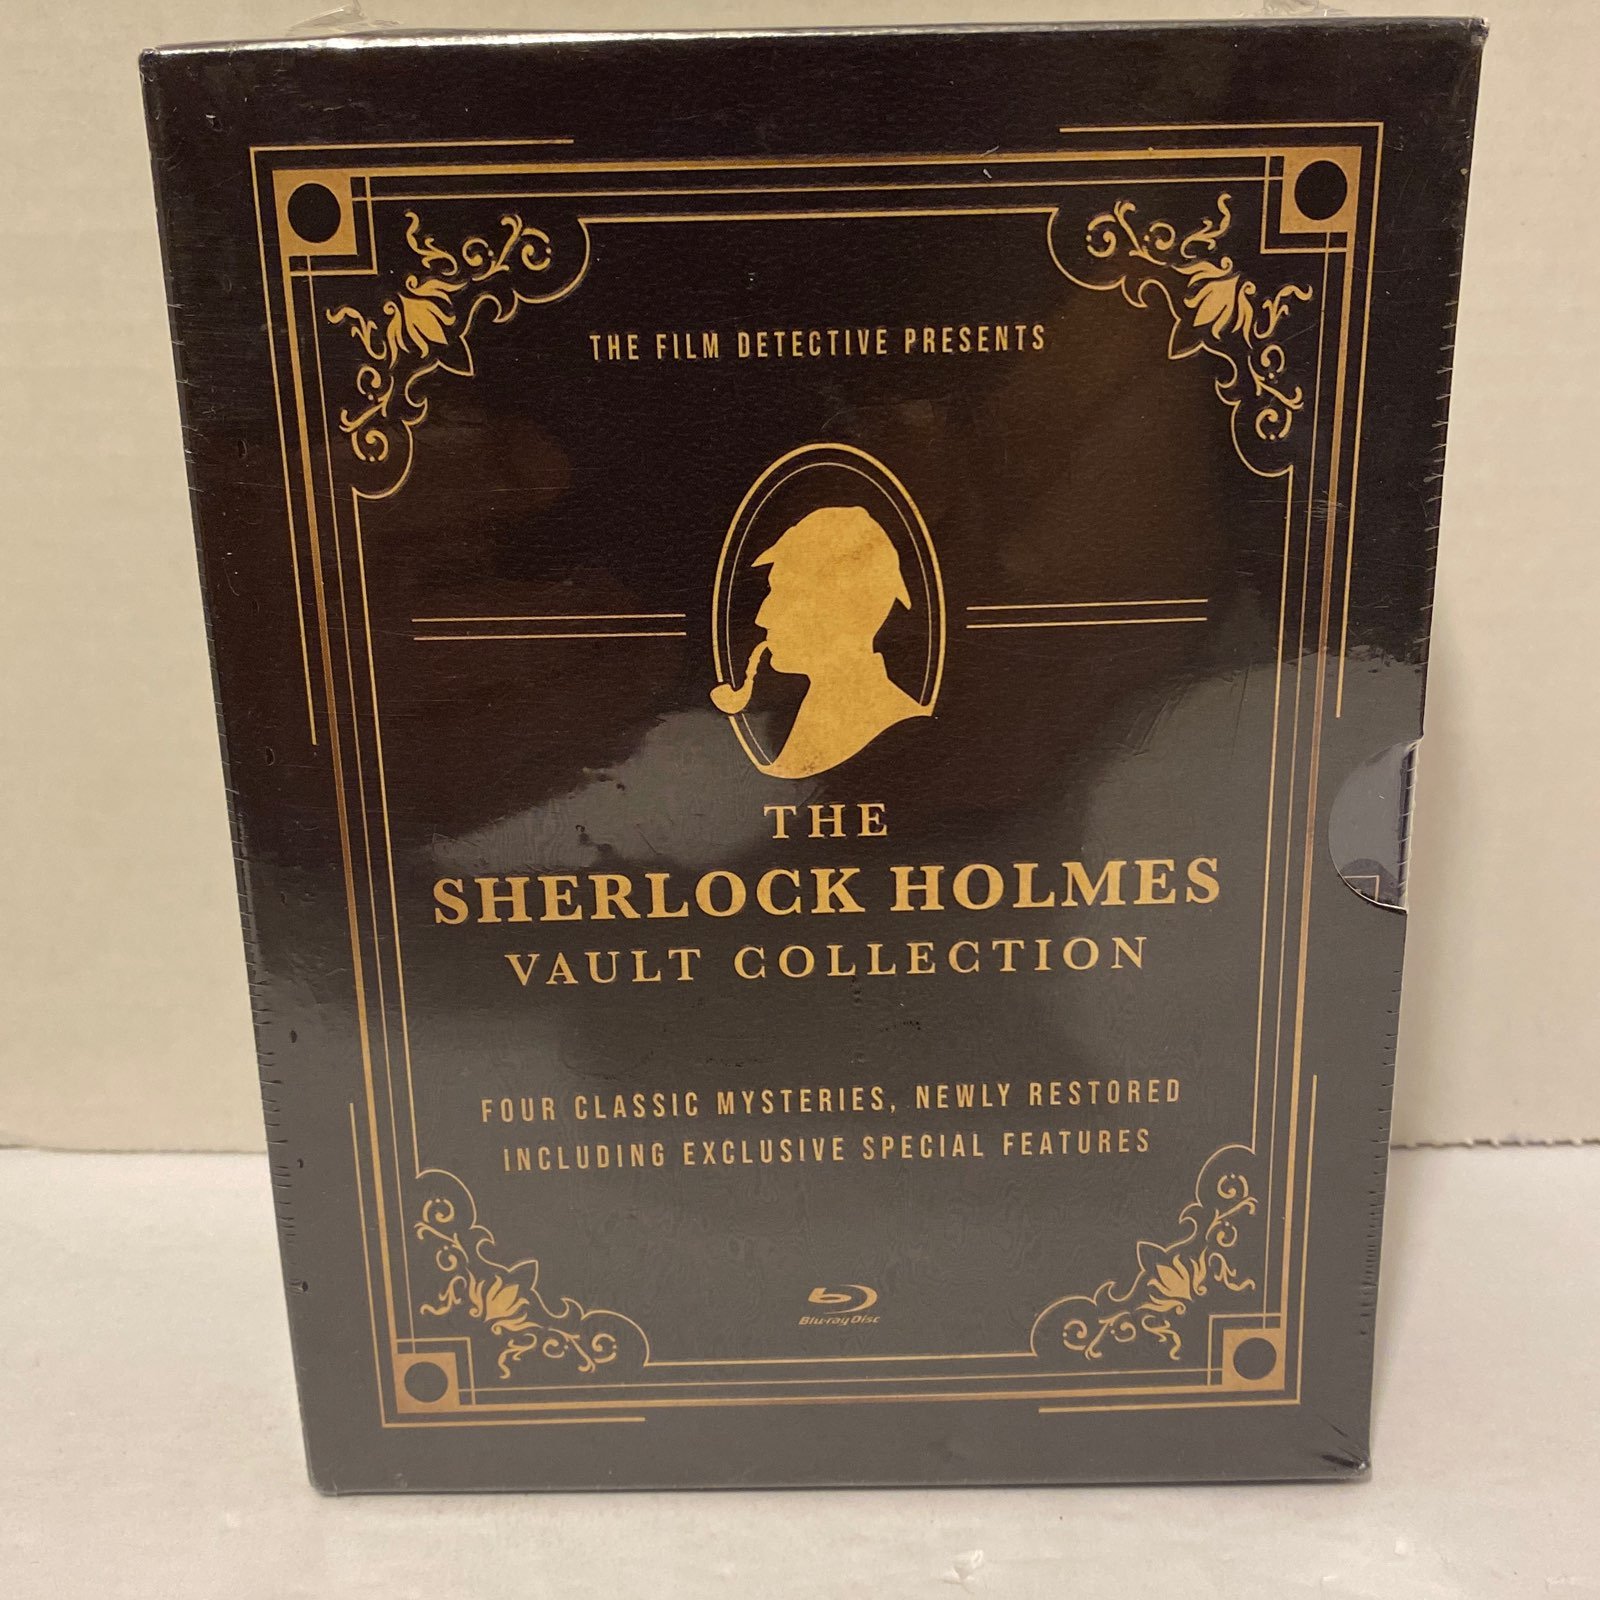 THE FILM DETECTIVE PRESENTS
THE
SHERLOCK HOLMES
VAULT COLLECTION
FOUR CLASSIC MYSTERIES, NEWLY RESTORED
INCLUDING EXCLUSIVE SPECIAL FEATURES
Blu-ray Disc